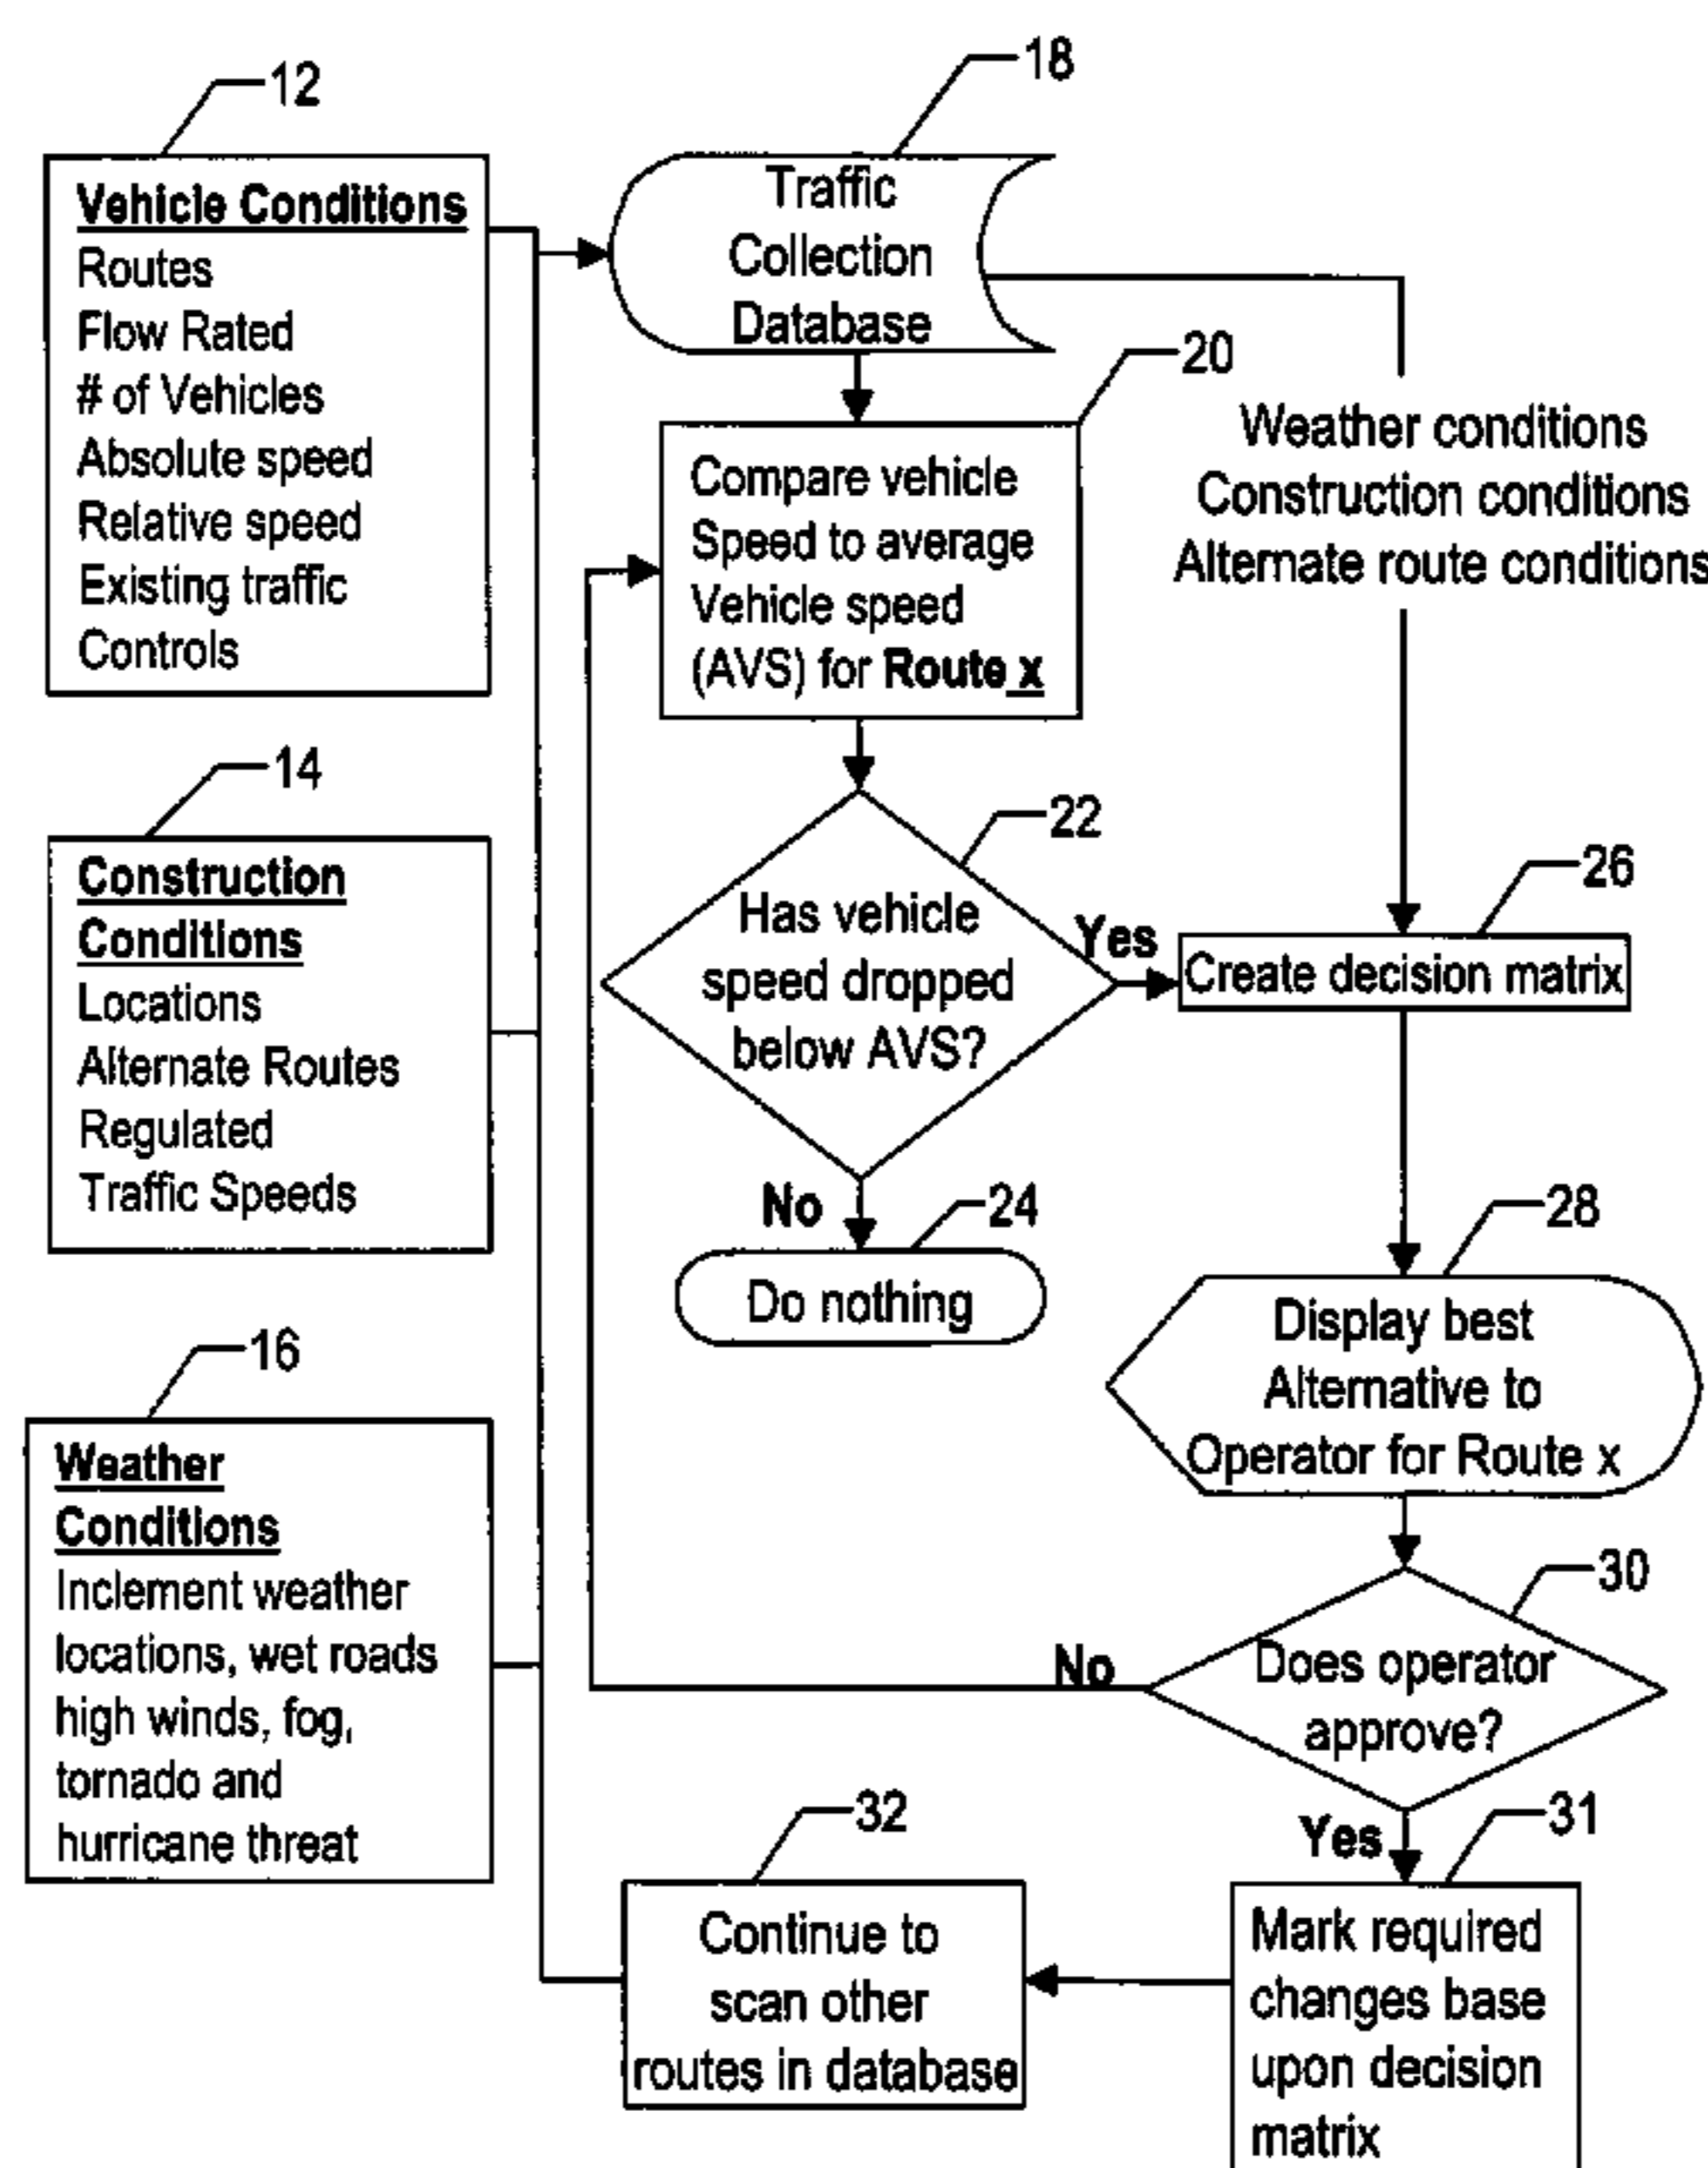 12
Vehicle Conditions
Routes
Flow Rated
# of Vehicles
Absolute speed
Relative speed
Existing traffic
Controls
14
Construction
Conditions
Locations
Alternate Routes
Regulated
Traffic Speeds
16
Weather
Conditions
Inclement weather
locations, wet roads
high winds, fog,
tornado and
hurricane threat
18
Traffic
Collection
Database
20
Compare vehicle
Speed to average
Vehicle speed
(AVS) for Route x
22
Has vehicle
speed dropped
below AVS?
Yes
No
24
Do nothing
Weather conditions
Construction conditions
Alternate route conditions
26
Create decision matrix
28
Display best
Alternative to
Operator for Route x
30
Does operator
approve?
No
Yes
31
Mark required
changes base
upon decision
matrix
32
Continue to
scan other
routes in database